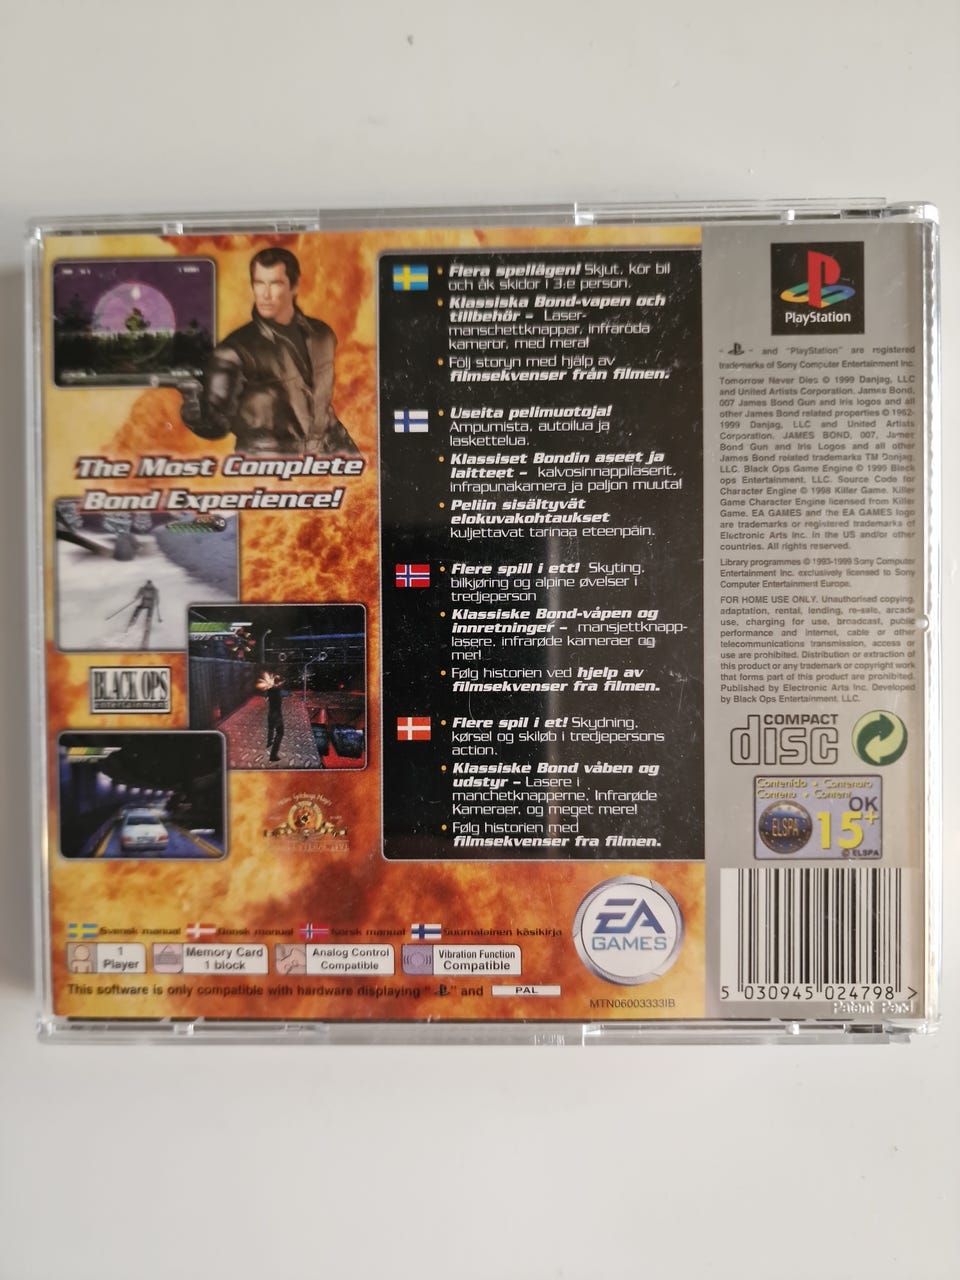 The Most Complete
Bond Experience!
BLACK OPS
entertainment
Flera spellägen! Skjut, kör bil
och åk skidor i 3:e person.
Klassiska Bond-vapen och
tillbehör – Laser-
manschettknappar, infraröda
kameror, med mera!
Följ storyn med hjälp av
filmsekvenser från filmen.
Useita pelimuotoja!
Ampumista, autoilua ja
laskettelua.
Klassiset Bondin aseet ja
laitteet – kalvosinnappilaserit,
infrapunakamera ja paljon muuta!
Peliin sisältyvät
elokuvakohtaukset
kuljettavat tarinaa eteenpäin.
Flere spill i ett! Skyting,
bilkjøring og alpine øvelser i
tredjeperson
Klassiske Bond-våpen og
innretninger – mansjettknapp-
lasere, infrarøde kameraer og
mer!
Følg historien ved hjelp av
filmsekvenser fra filmen.
Flere spil i et! Skydning,
kørsel og skiløb i tredjepersons
action.
Klassiske Bond våben og
udstyr – Lasere i
manchetknapperne, Infrarøde
Kameraer, og meget mere!
Følg historien med
filmsekvenser fra filmen.
Svensk manual Dansk manual Norsk manual Suomalainen käsikirja
1
Player
Memory Card
1 block
Analog Control
Compatible
Vibration Function
Compatible
This software is only compatible with hardware displaying " " and PAL
EA
GAMES
MTN06003333IB
PlayStation
" " and "PlayStation" are registered
trademarks of Sony Computer Entertainment Inc.
Tomorrow Never Dies © 1999 Danjaq, LLC
and United Artists Corporation. James Bond,
007 James Bond Gun and Iris logos and all
other James Bond related properties © 1962-
1999 Danjaq, LLC and United Artists
Corporation. JAMES BOND, 007, James
Bond Gun and Iris Logos and all other
James Bond related trademarks TM Danjaq,
LLC. Black Ops Game Engine © 1999 Black
ops Entertainment, LLC. Source Code for
Character Engine © 1998 Killer Game. Killer
Game Character Engine licensed from Killer
Game. EA GAMES and the EA GAMES logo
are trademarks or registered trademarks of
Electronic Arts Inc. in the US and/or other
countries. All rights reserved.
Library programmes © 1993-1999 Sony Computer
Entertainment Inc. exclusively licensed to Sony
Computer Entertainment Europe.
FOR HOME USE ONLY. Unauthorised copying,
adaptation, rental, lending, re-sale, arcade
use, charging for use, broadcast, public
performance and internet, cable or other
telecommunications transmission, access or
use are prohibited. Distribution or extraction of
this product or any trademark or copyright work
that forms part of this product are prohibited.
Published by Electronic Arts Inc. Developed
by Black Ops Entertainment, LLC.
COMPACT
disc
Contenido • Contenuto
Contenu • Content
ELSPA
OK
15+
© ELSPA
5 030945 024798 >
Patent Pend